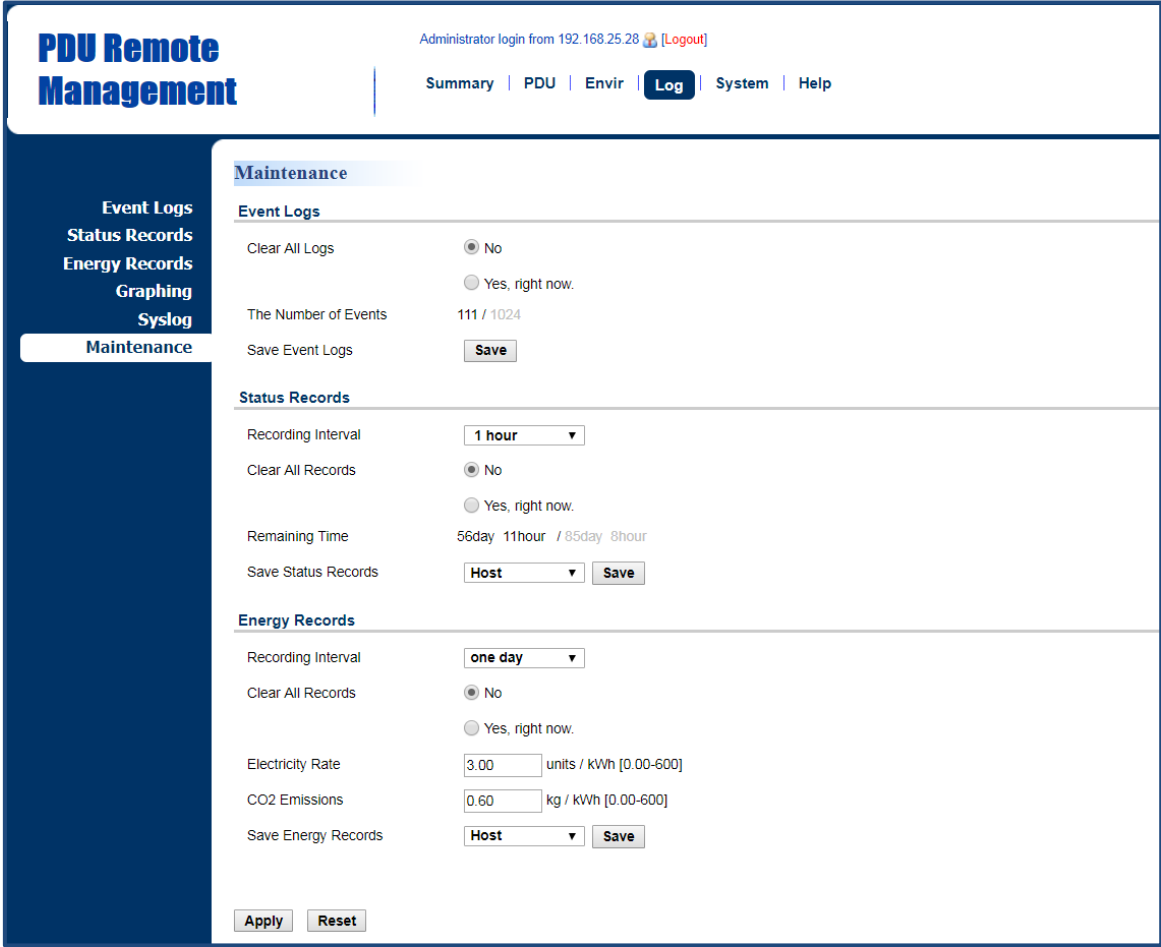 PDU Remote
Management
Administrator login from 192.168.25.28 [Logout]
Summary | PDU | Envir | Log | System | Help
Event Logs
Status Records
Energy Records
Graphing
Syslog
Maintenance
Maintenance
Event Logs
Clear All Logs No
Yes, right now.
The Number of Events 111 / 1024
Save Event Logs Save
Status Records
Recording Interval 1 hour
Clear All Records No
Yes, right now.
Remaining Time 56day 11hour / 85day 8hour
Save Status Records Host Save
Energy Records
Recording Interval one day
Clear All Records No
Yes, right now.
Electricity Rate 3.00 units / kWh [0.00-600]
CO2 Emissions 0.60 kg / kWh [0.00-600]
Save Energy Records Host Save
Apply Reset